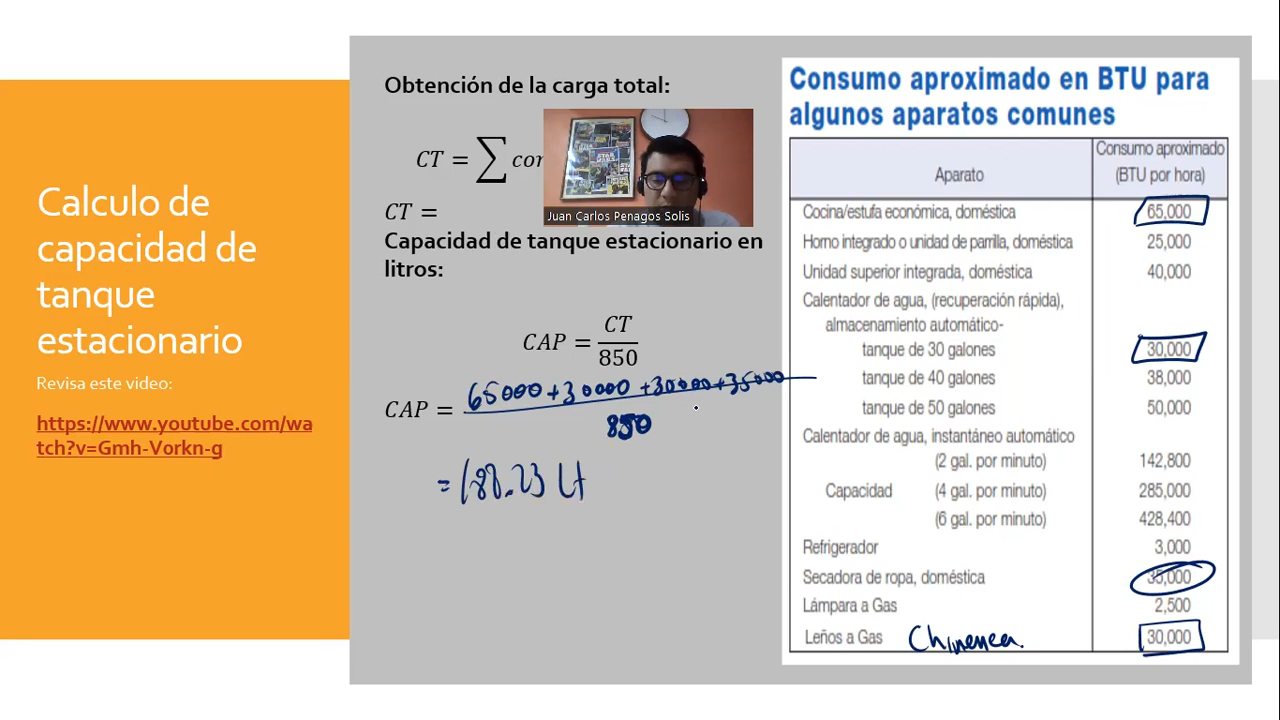 Calculo de
capacidad de
tanque
estacionario
Revisa este video:
https://www.youtube.com/wa
tch?v=Gmh-Vorkn-g
Obtención de la carga total:
CT = ∑ con
Juan Carlos Penagos Solis
CT =
Capacidad de tanque estacionario en
litros:
CAP = CT
850
65000+30000+30000+35000
CAP =
850
Consumo aproximado en BTU para
algunos aparatos comunes
Aparato
Consumo aproximado
(BTU por hora)
Cocina/estufa económica, doméstica 65,000
Horno integrado o unidad de parrilla, doméstica 25,000
Unidad superior integrada, doméstica 40,000
Calentador de agua, (recuperación rápida),
almacenamiento automático-
tanque de 30 galones 30,000
tanque de 40 galones 38,000
tanque de 50 galones 50,000
Calentador de agua, instantáneo automático
(2 gal. por minuto) 142,800
Capacidad (4 gal. por minuto) 285,000
(6 gal. por minuto) 428,400
Refrigerador 3,000
Secadora de ropa, doméstica 35,000
Lámpara a Gas 2,500
Leños a Gas Chimenea. 30,000